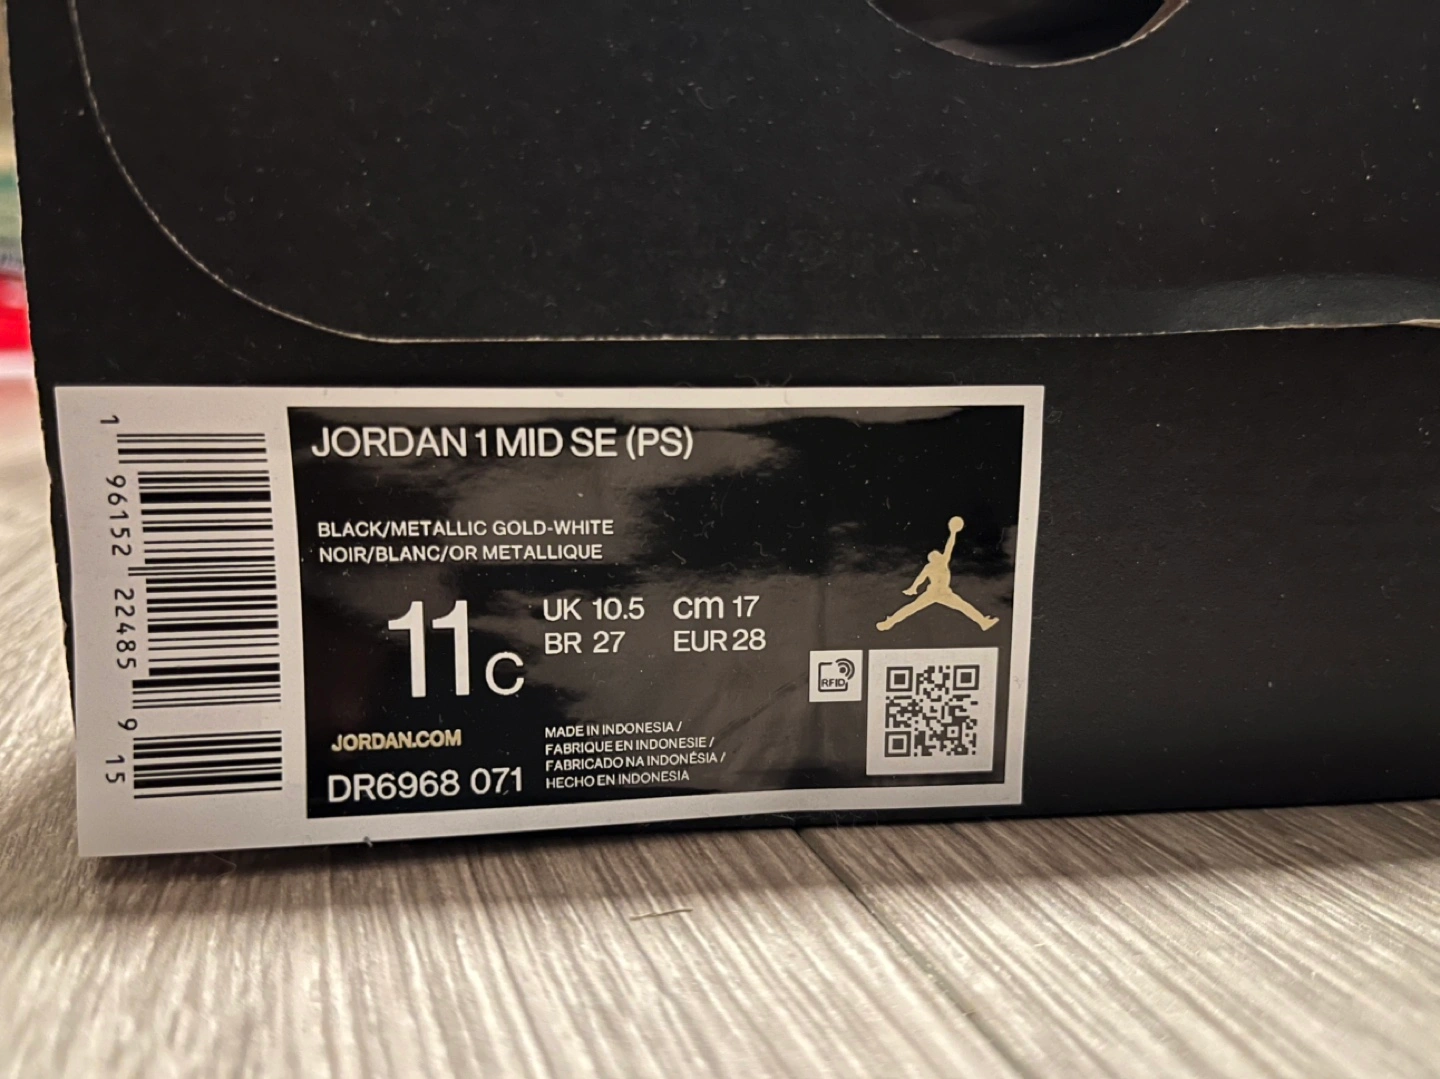 JORDAN 1 MID SE (PS)
BLACK/METALLIC GOLD-WHITE
NOIR/BLANC/OR METALLIQUE
11C
UK 10.5 cm 17
BR 27 EUR 28
JORDAN.COM
DR6968 071
MADE IN INDONESIA /
FABRIQUE EN INDONESIE /
FABRICADO NA INDONÉSIA /
HECHO EN INDONESIA
RFID
1 96152 22485 9 15